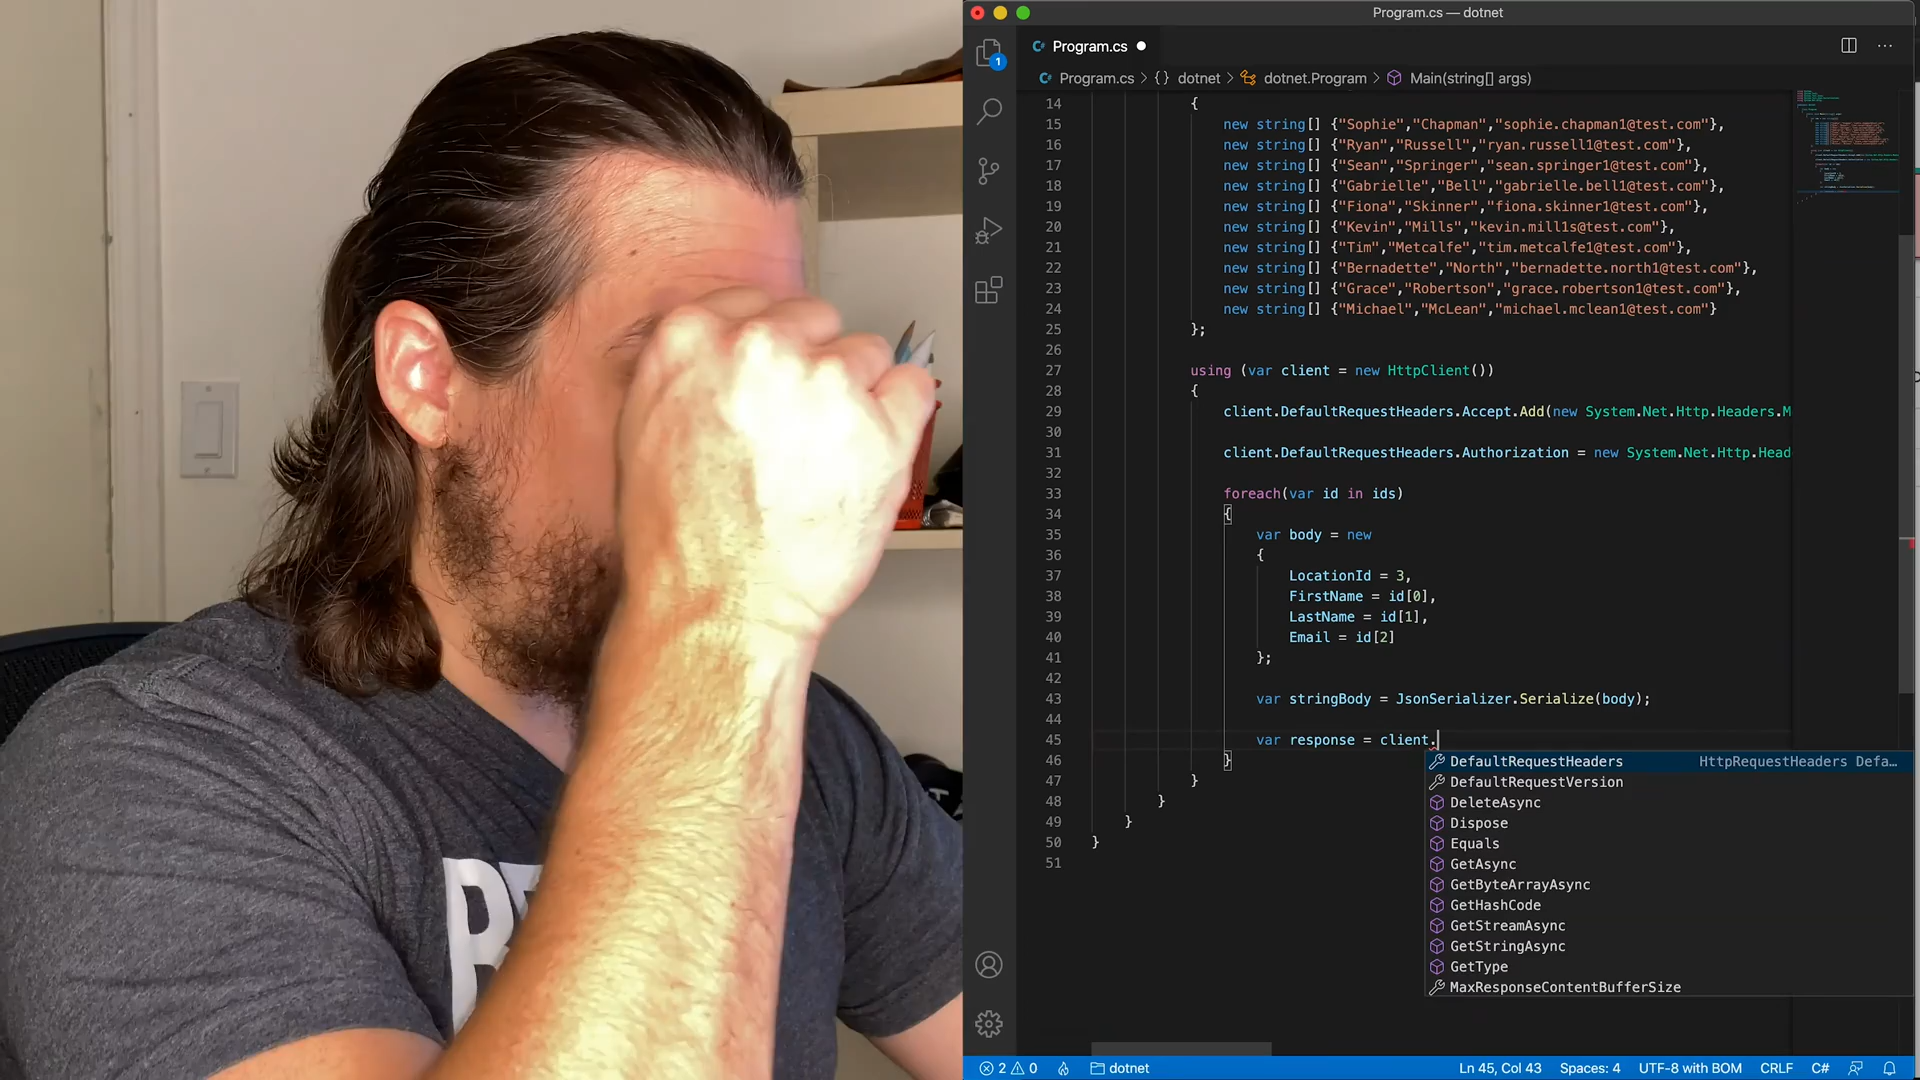 Program.cs — dotnet
Program.cs
1
Program.cs > {} dotnet > dotnet.Program > Main(string[] args)
14 {
15 new string[] {"Sophie","Chapman","sophie.chapman1@test.com"},
16 new string[] {"Ryan","Russell","ryan.russell1@test.com"},
17 new string[] {"Sean","Springer","sean.springer1@test.com"},
18 new string[] {"Gabrielle","Bell","gabrielle.bell1@test.com"},
19 new string[] {"Fiona","Skinner","fiona.skinner1@test.com"},
20 new string[] {"Kevin","Mills","kevin.mill1s@test.com"},
21 new string[] {"Tim","Metcalfe","tim.metcalfe1@test.com"},
22 new string[] {"Bernadette","North","bernadette.north1@test.com"},
23 new string[] {"Grace","Robertson","grace.robertson1@test.com"},
24 new string[] {"Michael","McLean","michael.mclean1@test.com"}
25 };
26
27 using (var client = new HttpClient())
28 {
29 client.DefaultRequestHeaders.Accept.Add(new System.Net.Http.Headers.M
30
31 client.DefaultRequestHeaders.Authorization = new System.Net.Http.Head
32
33 foreach(var id in ids)
34 {
35 var body = new
36 {
37 LocationId = 3,
38 FirstName = id[0],
39 LastName = id[1],
40 Email = id[2]
41 };
42
43 var stringBody = JsonSerializer.Serialize(body);
44
45 var response = client.
46 }
47 }
48 }
49 }
50 }
51
DefaultRequestHeaders HttpRequestHeaders Defa…
DefaultRequestVersion
DeleteAsync
Dispose
Equals
GetAsync
GetByteArrayAsync
GetHashCode
GetStreamAsync
GetStringAsync
GetType
MaxResponseContentBufferSize
2 0 dotnet Ln 45, Col 43 Spaces: 4 UTF-8 with BOM CRLF C#